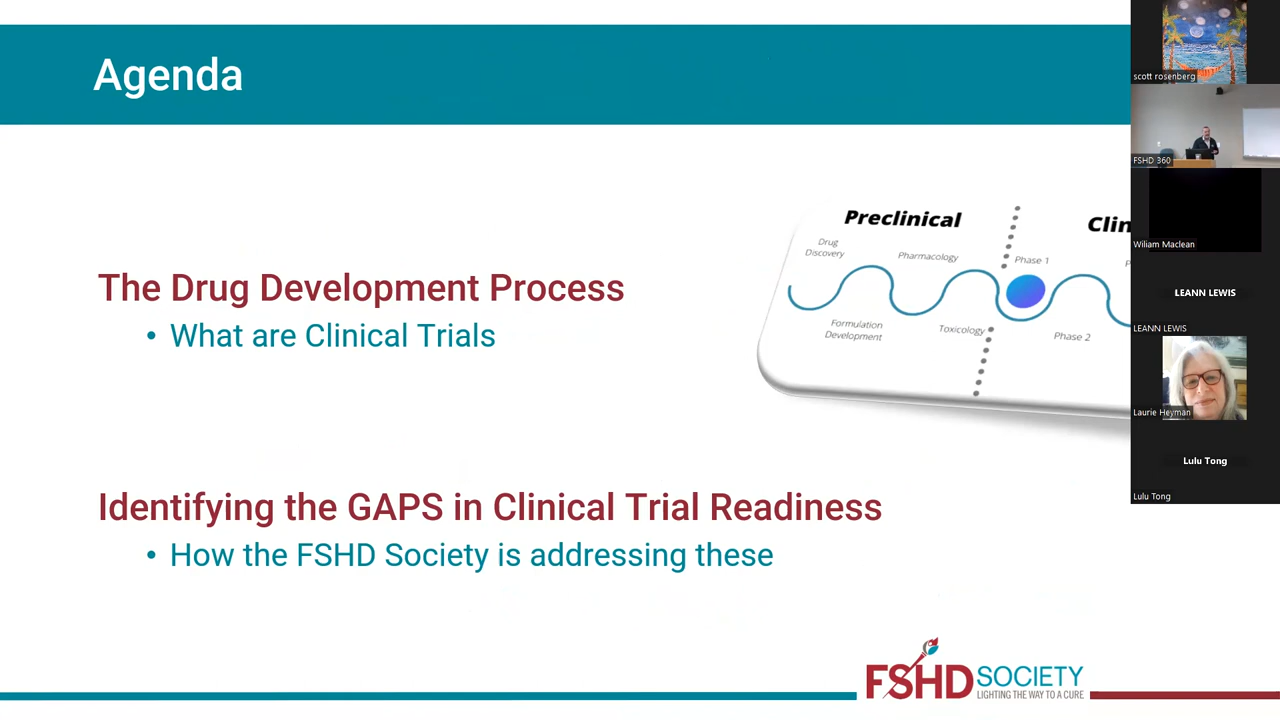 Agenda
The Drug Development Process
• What are Clinical Trials
Preclinical
Clin
Drug
Discovery
Pharmacology
Phase 1
Formulation
Development
Toxicology
Phase 2
Identifying the GAPS in Clinical Trial Readiness
• How the FSHD Society is addressing these
FSHD SOCIETY
LIGHTING THE WAY TO A CURE
scott rosenberg
FSHD 360
Wiliam Maclean
LEANN LEWIS
LEANN LEWIS
Laurie Heyman
Lulu Tong
Lulu Tong